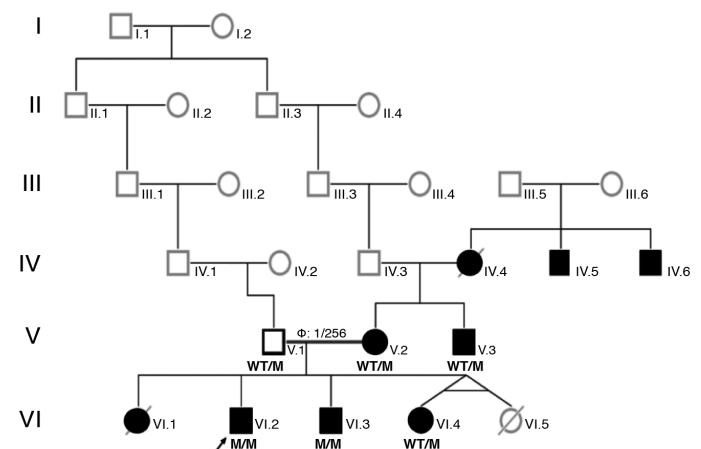 I
I.1 I.2
II
II.1 II.2 II.3 II.4
III
III.1 III.2 III.3 III.4 III.5 III.6
IV
IV.1 IV.2 IV.3 IV.4 IV.5 IV.6
Φ: 1/256
V
V.1 V.2 V.3
WT/M WT/M WT/M
VI
VI.1 VI.2 VI.3 VI.4 VI.5
M/M M/M WT/M